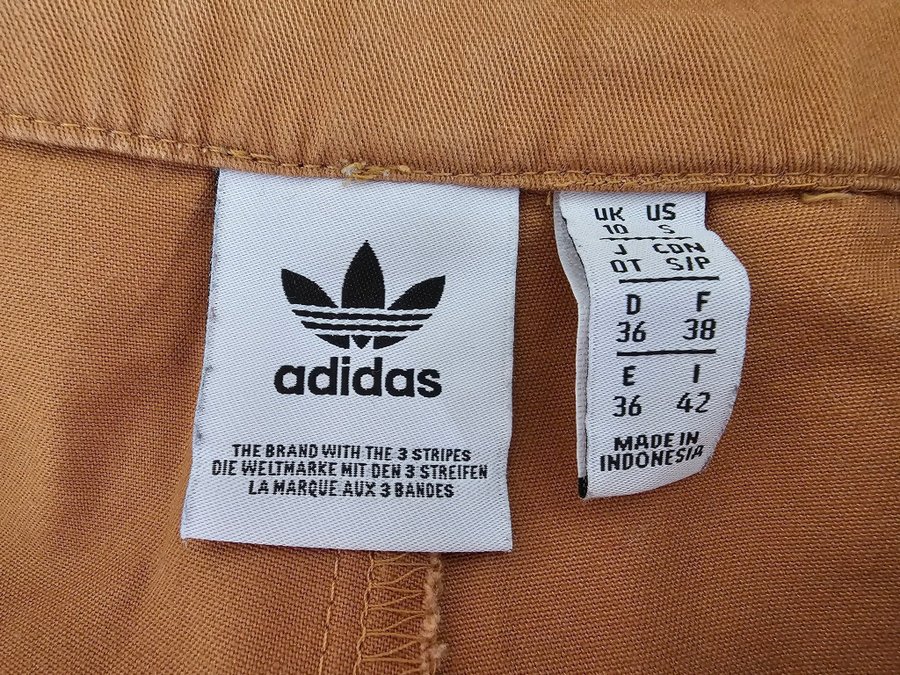 adidas
THE BRAND WITH THE 3 STRIPES
DIE WELTMARKE MIT DEN 3 STREIFEN
LA MARQUE AUX 3 BANDES
UK US
10 S
J CDN
OT S/P
D F
36 38
E I
36 42
MADE IN
INDONESIA